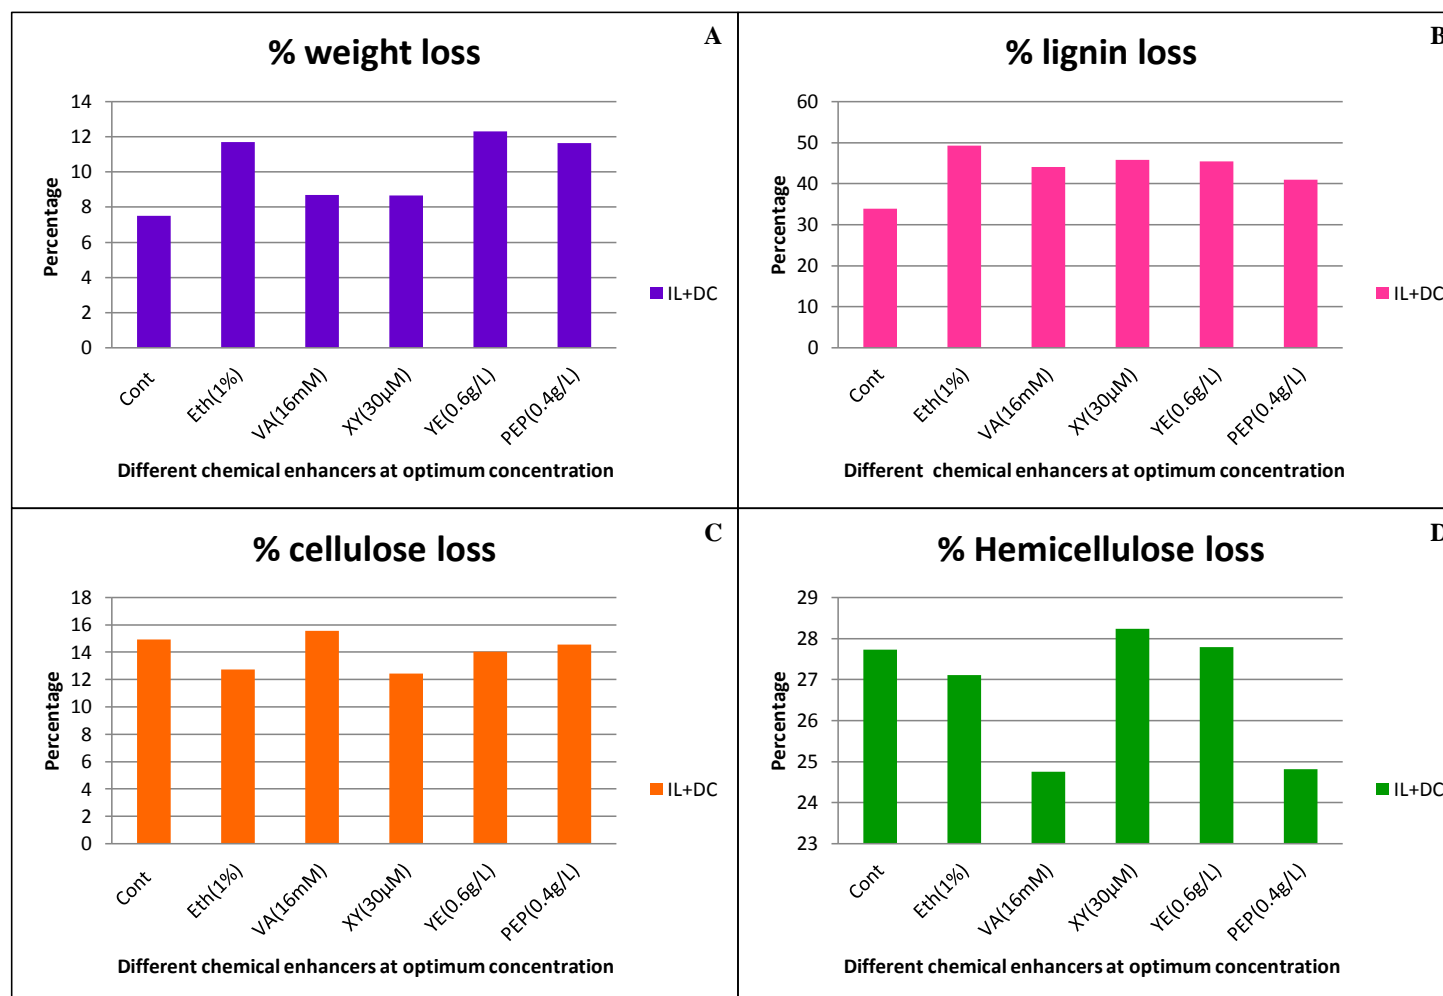 A
% weight loss
14
12
10
8
6
4
2
0
Percentage
Cont
Eth(1%)
VA(16mM)
XY(30µM)
YE(0.6g/L)
PEP(0.4g/L)
Different chemical enhancers at optimum concentration
IL+DC
B
% lignin loss
60
50
40
30
20
10
0
Percentage
Cont
Eth(1%)
VA(16mM)
XY(30µM)
YE(0.6g/L)
PEP(0.4g/L)
Different chemical enhancers at optimum concentration
IL+DC
C
% cellulose loss
18
16
14
12
10
8
6
4
2
0
Percentage
Cont
Eth(1%)
VA(16mM)
XY(30µM)
YE(0.6g/L)
PEP(0.4g/L)
Different chemical enhancers at optimum concentration
IL+DC
D
% Hemicellulose loss
29
28
27
26
25
24
23
Percentage
Cont
Eth(1%)
VA(16mM)
XY(30µM)
YE(0.6g/L)
PEP(0.4g/L)
Different chemical enhancers at optimum concentration
IL+DC